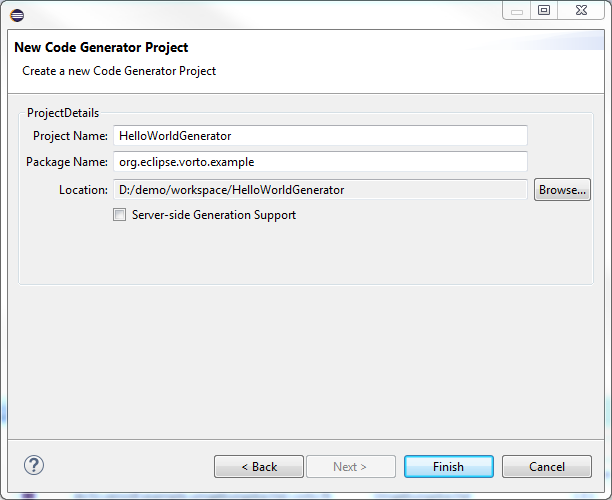 New Code Generator Project
Create a new Code Generator Project
ProjectDetails
Project Name: HelloWorldGenerator
Package Name: org.eclipse.vorto.example
Location: D:/demo/workspace/HelloWorldGenerator Browse...
Server-side Generation Support
? < Back Next > Finish Cancel